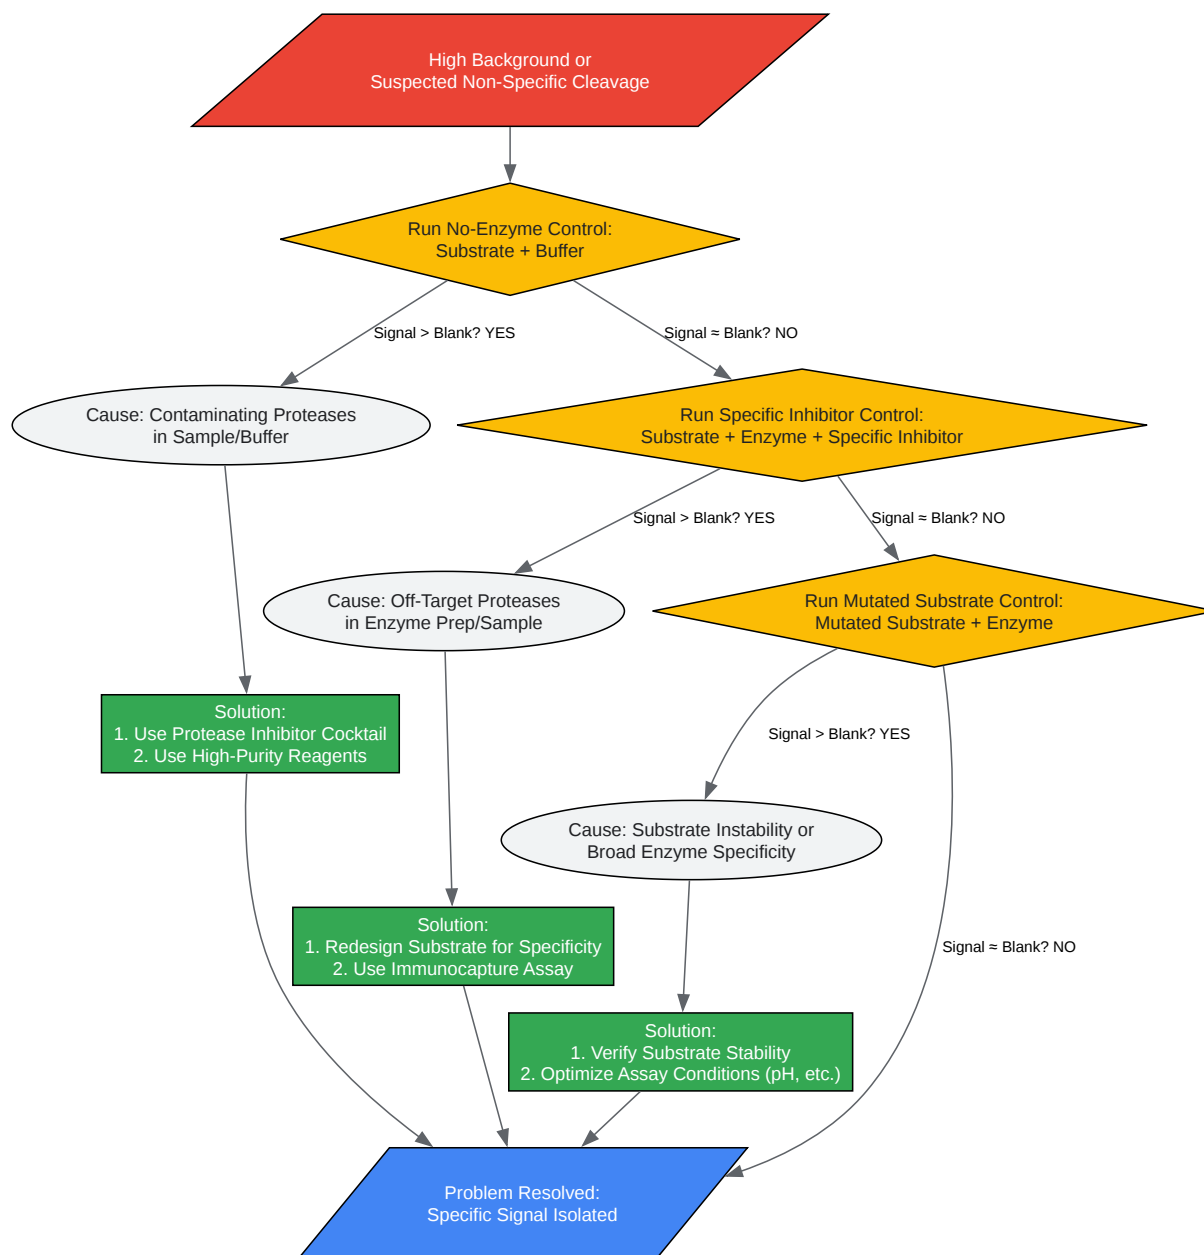 High Background or
Suspected Non-Specific Cleavage
Run No-Enzyme Control:
Substrate + Buffer
Signal > Blank? YES
Signal ≈ Blank? NO
Cause: Contaminating Proteases
in Sample/Buffer
Run Specific Inhibitor Control:
Substrate + Enzyme + Specific Inhibitor
Signal > Blank? YES
Signal ≈ Blank? NO
Cause: Off-Target Proteases
in Enzyme Prep/Sample
Run Mutated Substrate Control:
Mutated Substrate + Enzyme
Solution:
1. Use Protease Inhibitor Cocktail
2. Use High-Purity Reagents
Signal > Blank? YES
Cause: Substrate Instability or
Broad Enzyme Specificity
Solution:
1. Redesign Substrate for Specificity
2. Use Immunocapture Assay
Signal ≈ Blank? NO
Solution:
1. Verify Substrate Stability
2. Optimize Assay Conditions (pH, etc.)
Problem Resolved:
Specific Signal Isolated